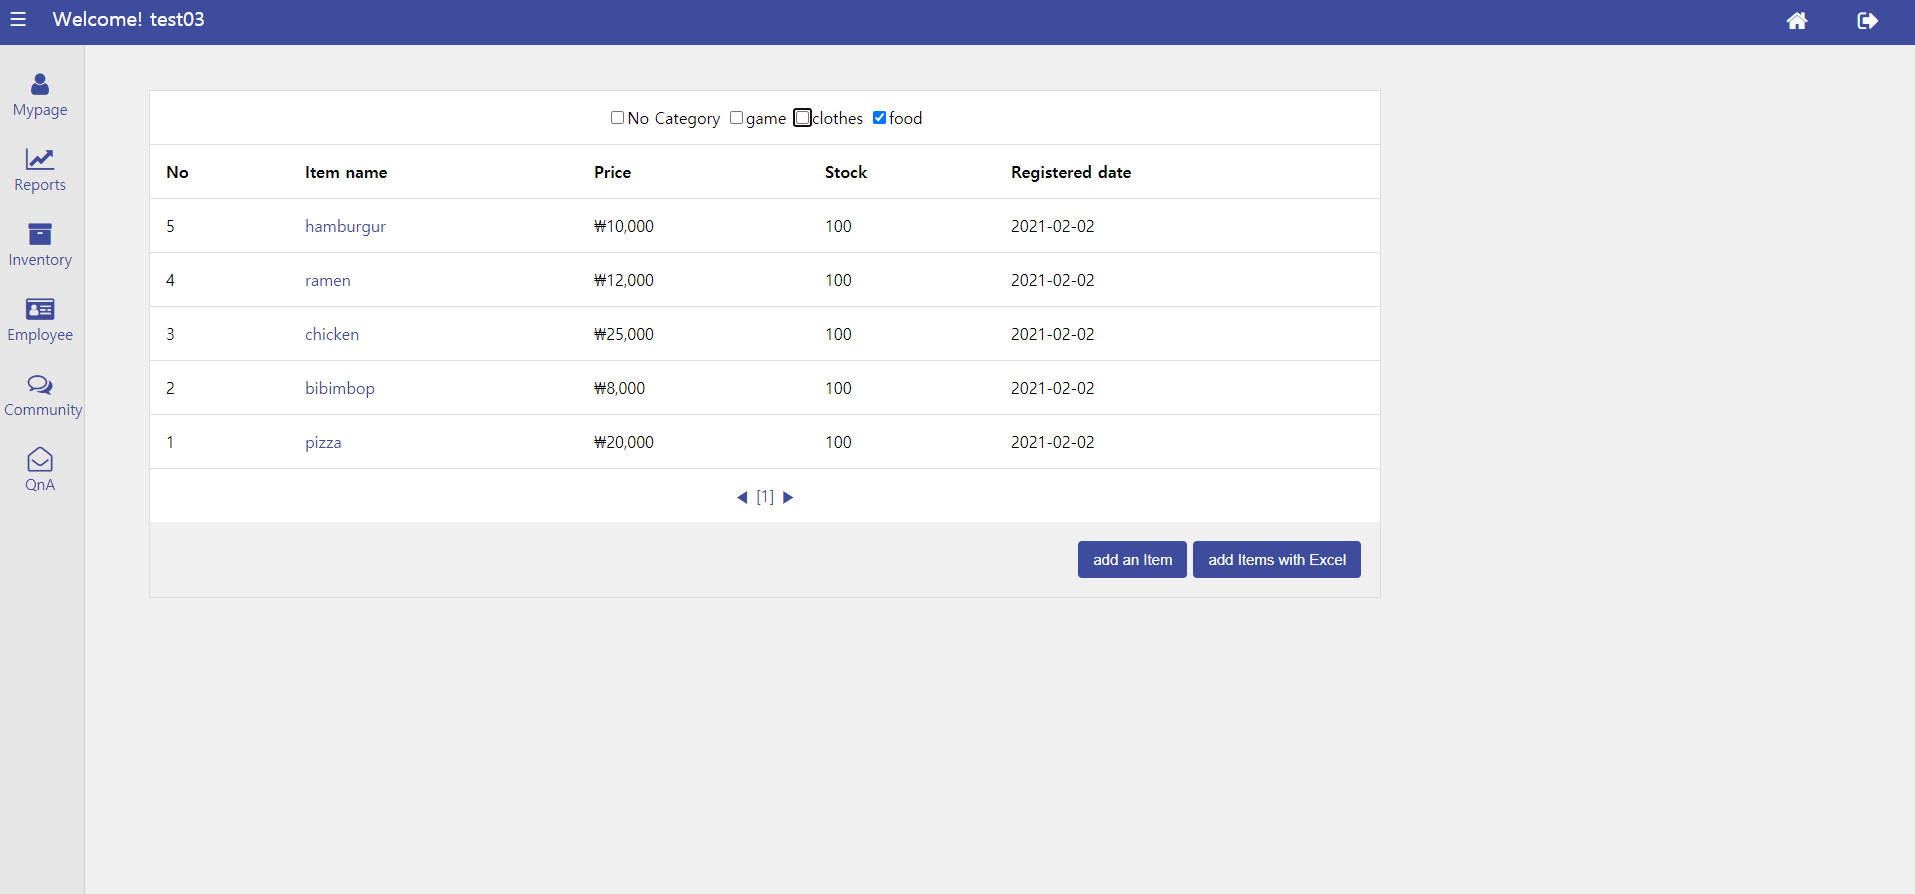 ☰ Welcome! test03
Mypage
Reports
Inventory
Employee
Community
QnA
No Category game clothes food
No Item name Price Stock Registered date
5 hamburgur ₩10,000 100 2021-02-02
4 ramen ₩12,000 100 2021-02-02
3 chicken ₩25,000 100 2021-02-02
2 bibimbop ₩8,000 100 2021-02-02
1 pizza ₩20,000 100 2021-02-02
◀ [1] ▶
add an Item add Items with Excel